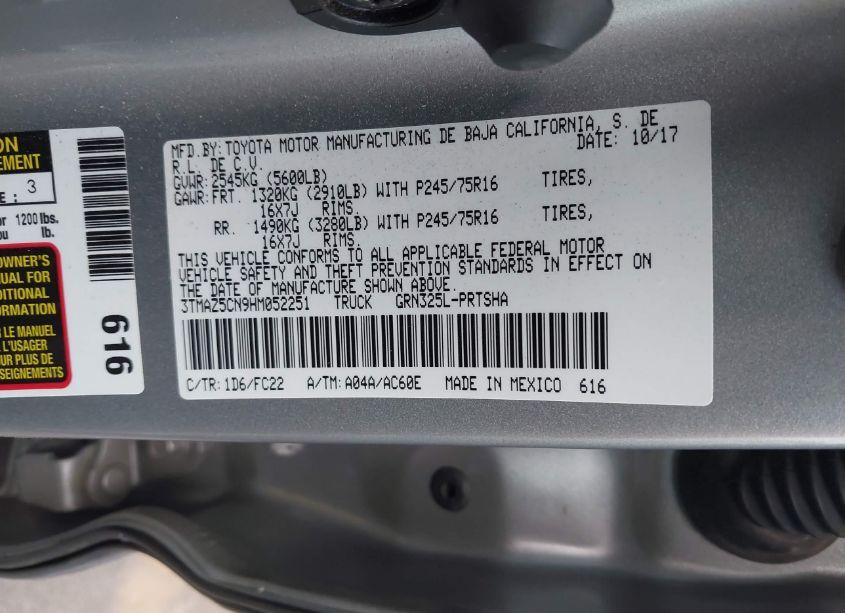 ON
EMENT
E : 3
or 1200 lbs.
ou lb.
OWNER'S
UAL FOR
DITIONAL
ORMATION
R LE MANUEL
L'USAGER
UR PLUS DE
SEIGNEMENTS
616
MFD.BY:TOYOTA MOTOR MANUFACTURING DE BAJA CALIFORNIA, S. DE
R.L. DE C.V. DATE: 10/17
GVWR:2545KG (5600LB)
GAWR:FRT. 1320KG (2910LB) WITH P245/75R16 TIRES,
16X7J RIMS.
RR. 1490KG (3280LB) WITH P245/75R16 TIRES,
16X7J RIMS.
THIS VEHICLE CONFORMS TO ALL APPLICABLE FEDERAL MOTOR
VEHICLE SAFETY AND THEFT PREVENTION STANDARDS IN EFFECT ON
THE DATE OF MANUFACTURE SHOWN ABOVE.
3TMAZ5CN9HM052251 TRUCK GRN325L-PRTSHA
C/TR:1D6/FC22 A/TM:A04A/AC60E MADE IN MEXICO 616